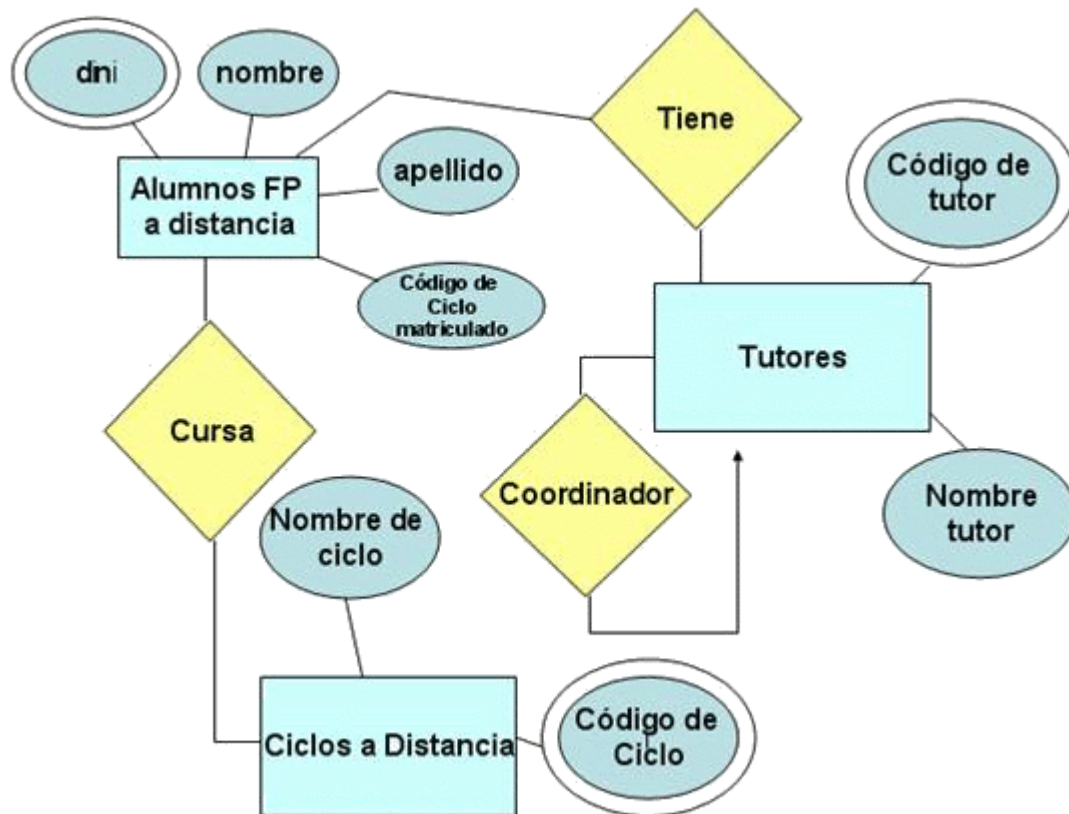 dni
nombre
Tiene
apellido
Código de
tutor
Alumnos FP
a distancia
Código de
Ciclo
matriculado
Tutores
Cursa
Coordinador
Nombre de
ciclo
Nombre
tutor
Ciclos a Distancia
Código de
Ciclo